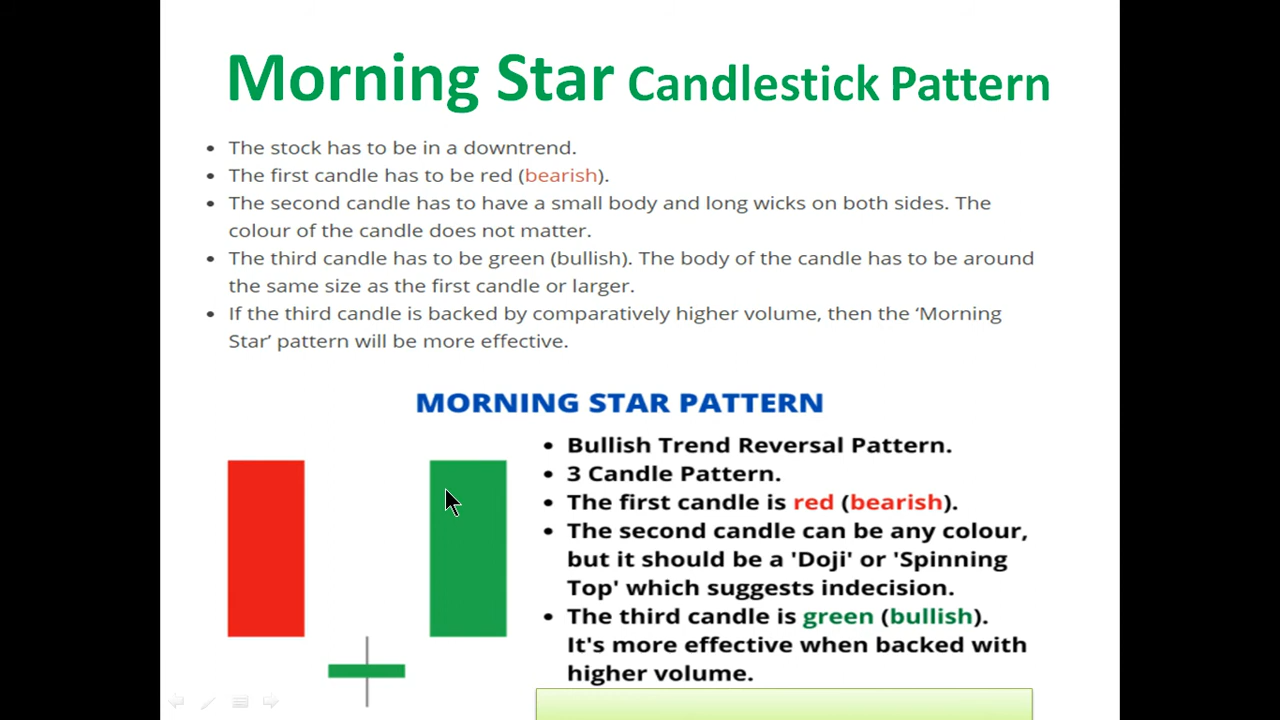 Morning Star Candlestick Pattern
• The stock has to be in a downtrend.
• The first candle has to be red (bearish).
• The second candle has to have a small body and long wicks on both sides. The
colour of the candle does not matter.
• The third candle has to be green (bullish). The body of the candle has to be around
the same size as the first candle or larger.
• If the third candle is backed by comparatively higher volume, then the ‘Morning
Star’ pattern will be more effective.
MORNING STAR PATTERN
• Bullish Trend Reversal Pattern.
• 3 Candle Pattern.
• The first candle is red (bearish).
• The second candle can be any colour,
but it should be a 'Doji' or 'Spinning
Top' which suggests indecision.
• The third candle is green (bullish).
It's more effective when backed with
higher volume.